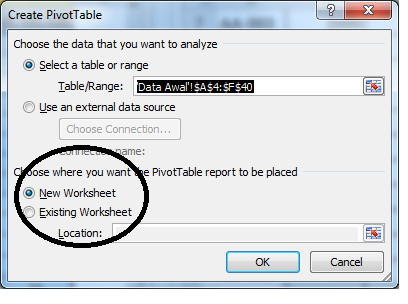 Create PivotTable
Choose the data that you want to analyze
Select a table or range
Table/Range: 'Data Awal'!$A$4:$F$40
Use an external data source
Choose Connection...
Connection name:
Choose where you want the PivotTable report to be placed
New Worksheet
Existing Worksheet
Location:
OK Cancel